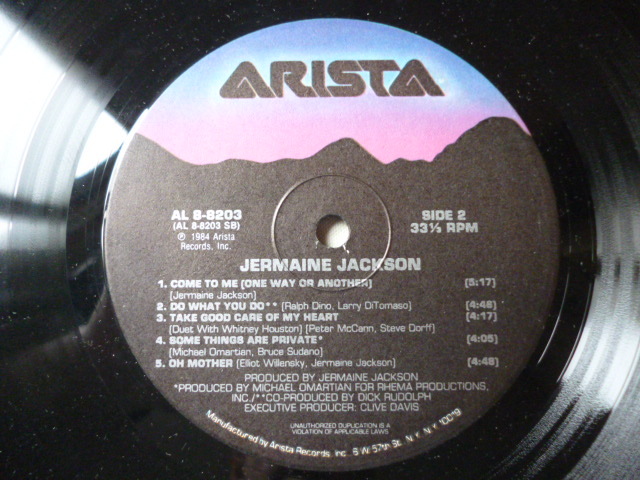 ARISTA
AL 8-8203
(AL 8-8203 SB)
℗ 1984 Arista
Records, Inc.
SIDE 2
33⅓ RPM
JERMAINE JACKSON
1. COME TO ME (ONE WAY OR ANOTHER) [5:17]
(Jermaine Jackson)
2. DO WHAT YOU DO** (Ralph Dino, Larry DiTomaso) [4:48]
3. TAKE GOOD CARE OF MY HEART [4:17]
(Duet With Whitney Houston) (Peter McCann, Steve Dorff)
4. SOME THINGS ARE PRIVATE* [4:05]
(Michael Omartian, Bruce Sudano)
5. OH MOTHER (Elliot Willensky, Jermaine Jackson) [4:48]
PRODUCED BY JERMAINE JACKSON
*PRODUCED BY MICHAEL OMARTIAN FOR RHEMA PRODUCTIONS,
INC./**CO-PRODUCED BY DICK RUDOLPH
EXECUTIVE PRODUCER: CLIVE DAVIS
UNAUTHORIZED DUPLICATION IS A
VIOLATION OF APPLICABLE LAWS
Manufactured by Arista Records, Inc. 6 W. 57th St., N.Y., N.Y. 10019